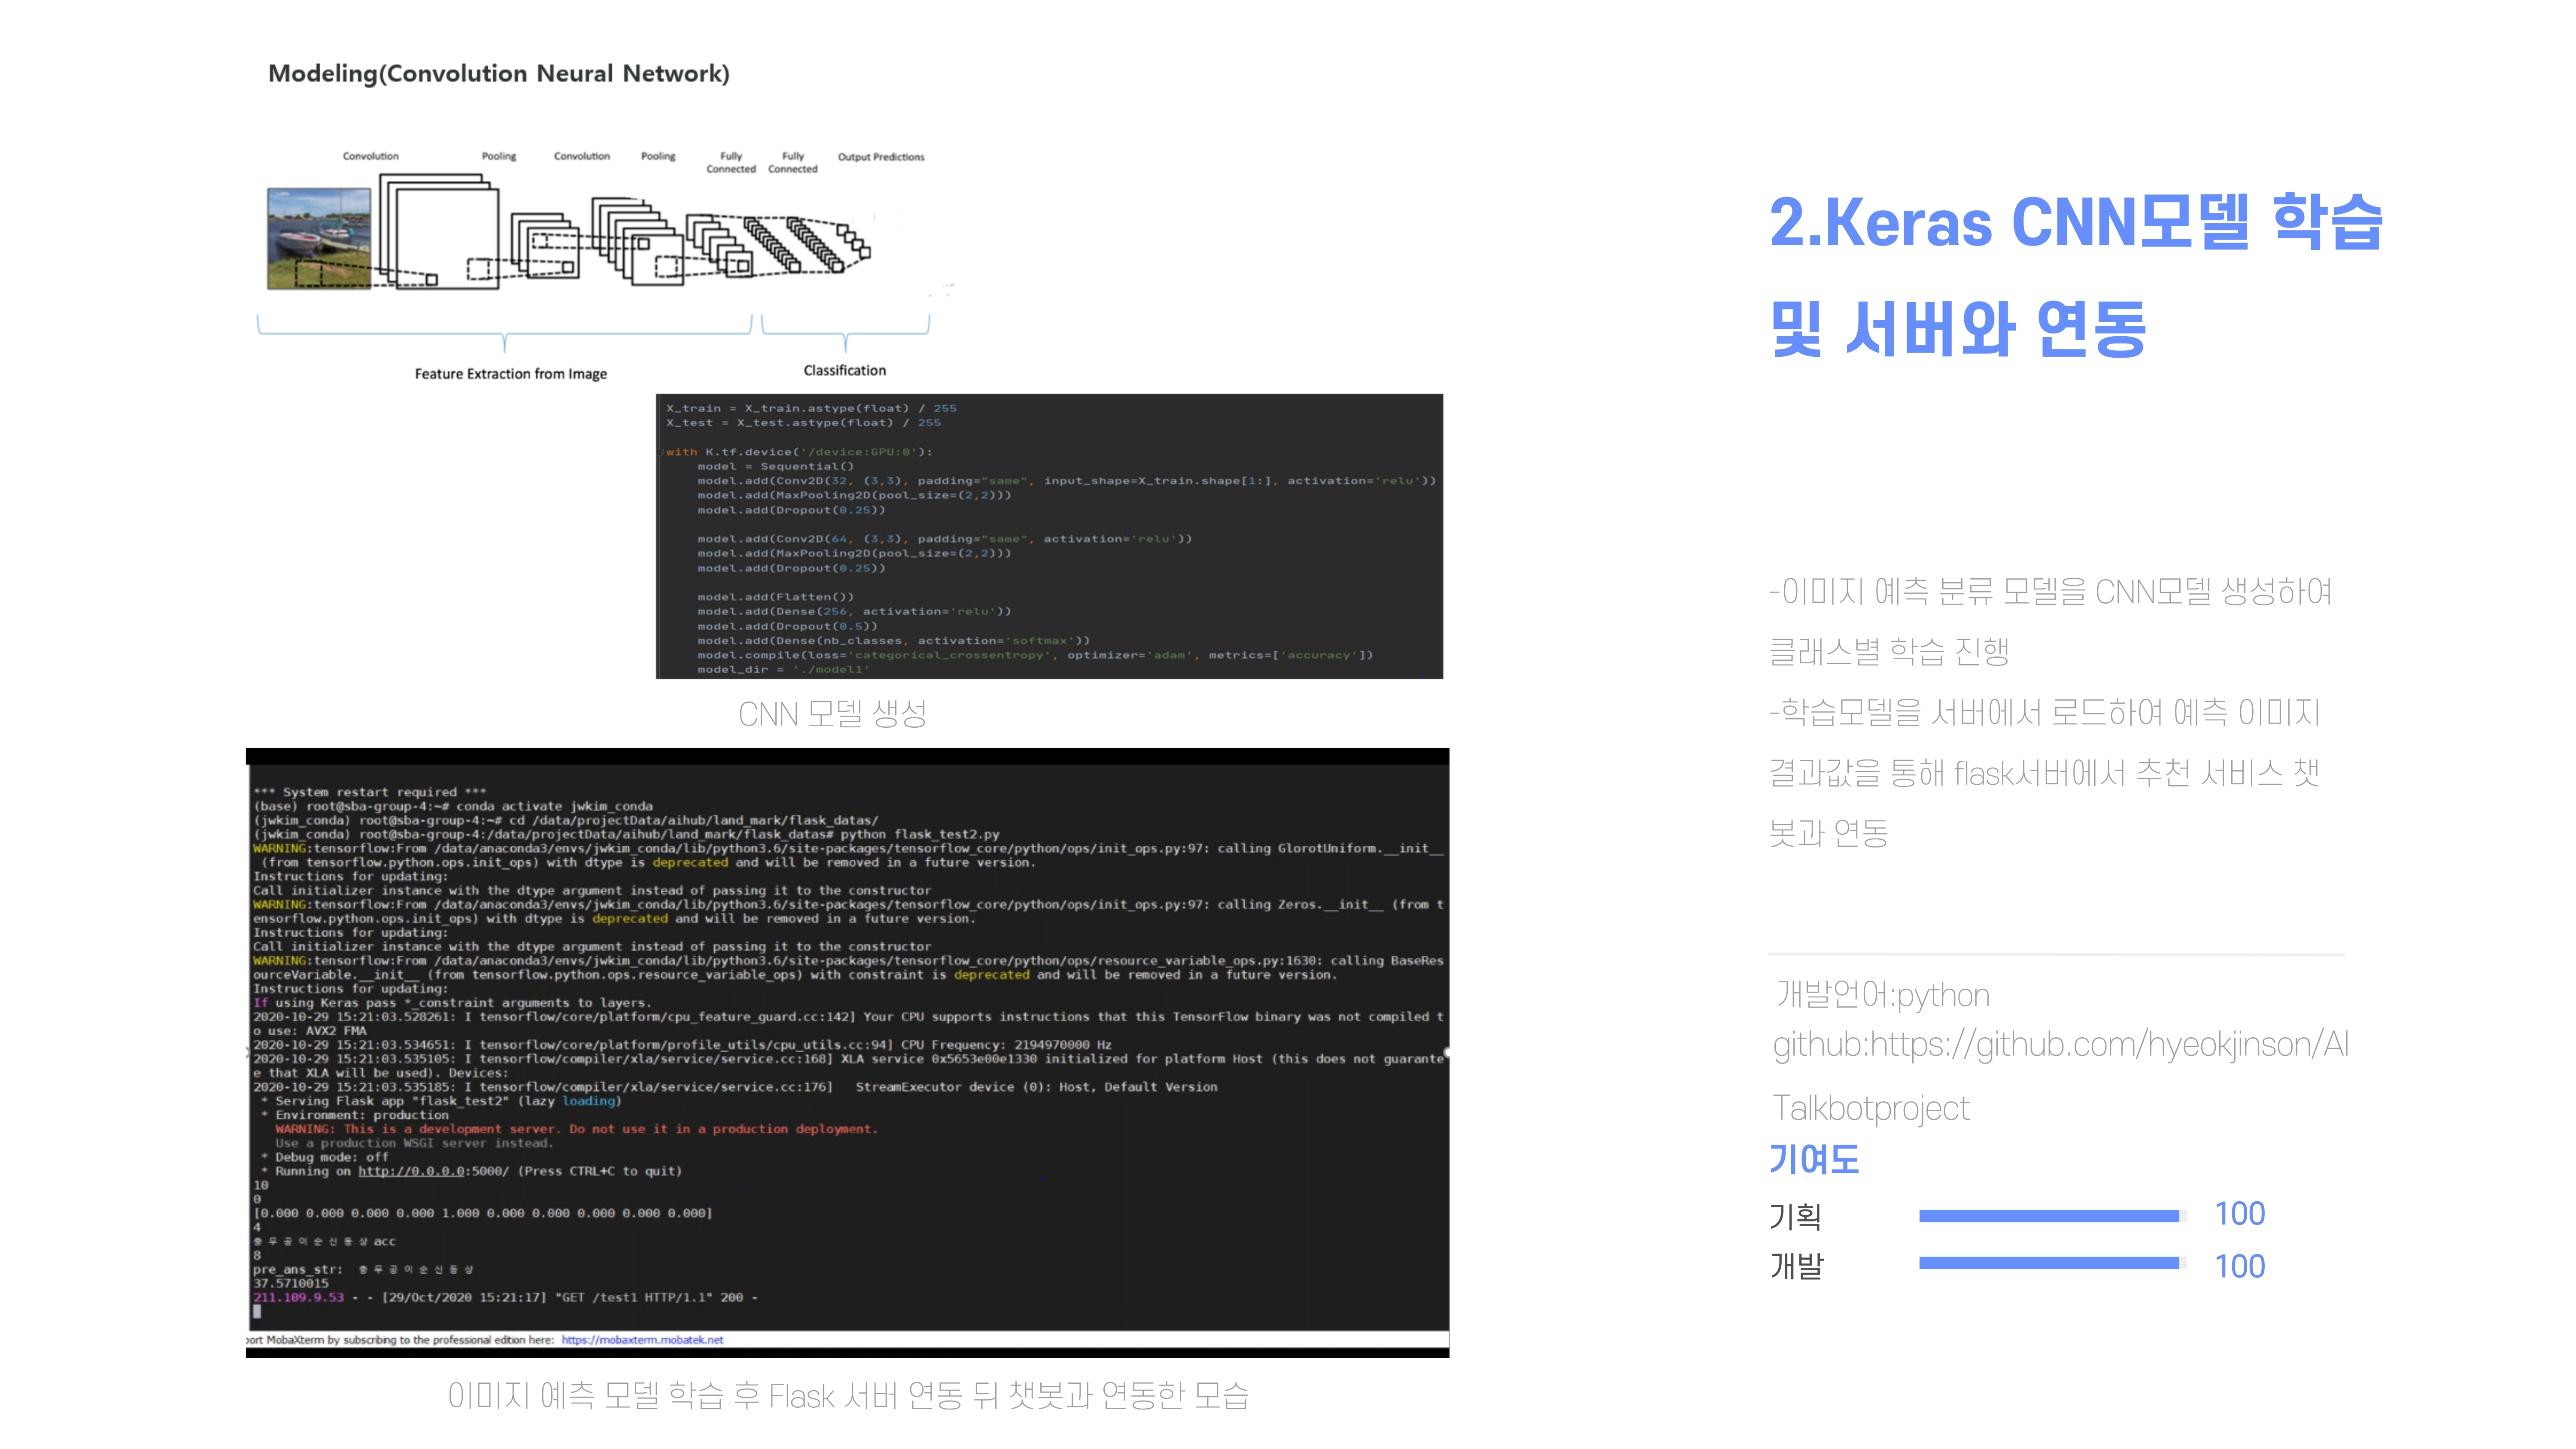 Modeling(Convolution Neural Network)
Convolution
Pooling
Convolution
Pooling
Fully
Connected
Fully
Connected
Output Predictions
Feature Extraction from Image
Classification
X_train = X_train.astype(float) / 255
X_test = X_test.astype(float) / 255
with K.tf.device('/device:GPU:0'):
model = Sequential()
model.add(Conv2D(32, (3,3), padding="same", input_shape=X_train.shape[1:], activation='relu'))
model.add(MaxPooling2D(pool_size=(2,2)))
model.add(Dropout(0.25))
model.add(Conv2D(64, (3,3), padding="same", activation='relu'))
model.add(MaxPooling2D(pool_size=(2,2)))
model.add(Dropout(0.25))
model.add(Flatten())
model.add(Dense(256, activation='relu'))
model.add(Dropout(0.5))
model.add(Dense(nb_classes, activation='softmax'))
model.compile(loss='categorical_crossentropy', optimizer='adam', metrics=['accuracy'])
model_dir = './model1'
CNN 모델 생성
*** System restart required ***
(base) root@sba-group-4:~# conda activate jwkim_conda
(jwkim_conda) root@sba-group-4:~# cd /data/projectData/aihub/land_mark/flask_datas/
(jwkim_conda) root@sba-group-4:/data/projectData/aihub/land_mark/flask_datas# python flask_test2.py
WARNING:tensorflow:From /data/anaconda3/envs/jwkim_conda/lib/python3.6/site-packages/tensorflow_core/python/ops/init_ops.py:97: calling GlorotUniform.__init__
(from tensorflow.python.ops.init_ops) with dtype is deprecated and will be removed in a future version.
Instructions for updating:
Call initializer instance with the dtype argument instead of passing it to the constructor
WARNING:tensorflow:From /data/anaconda3/envs/jwkim_conda/lib/python3.6/site-packages/tensorflow_core/python/ops/init_ops.py:97: calling Zeros.__init__ (from t
ensorflow.python.ops.init_ops) with dtype is deprecated and will be removed in a future version.
Instructions for updating:
Call initializer instance with the dtype argument instead of passing it to the constructor
WARNING:tensorflow:From /data/anaconda3/envs/jwkim_conda/lib/python3.6/site-packages/tensorflow_core/python/ops/resource_variable_ops.py:1630: calling BaseRes
ourceVariable.__init__ (from tensorflow.python.ops.resource_variable_ops) with constraint is deprecated and will be removed in a future version.
Instructions for updating:
If using Keras pass *_constraint arguments to layers.
2020-10-29 15:21:03.528261: I tensorflow/core/platform/cpu_feature_guard.cc:142] Your CPU supports instructions that this TensorFlow binary was not compiled t
o use: AVX2 FMA
2020-10-29 15:21:03.534651: I tensorflow/core/platform/profile_utils/cpu_utils.cc:94] CPU Frequency: 2194970000 Hz
2020-10-29 15:21:03.535105: I tensorflow/compiler/xla/service/service.cc:168] XLA service 0x5653e00e1330 initialized for platform Host (this does not guarante
e that XLA will be used). Devices:
2020-10-29 15:21:03.535185: I tensorflow/compiler/xla/service/service.cc:176]   StreamExecutor device (0): Host, Default Version
* Serving Flask app "flask_test2" (lazy loading)
* Environment: production
WARNING: This is a development server. Do not use it in a production deployment.
Use a production WSGI server instead.
* Debug mode: off
* Running on http://0.0.0.0:5000/ (Press CTRL+C to quit)
10
0
[0.000 0.000 0.000 0.000 1.000 0.000 0.000 0.000 0.000 0.000]
4
충 무 공 이 순 신 동 상 acc
8
pre_ans_str:  충 무 공 이 순 신 동 상
37.5710015
211.109.9.53 - - [29/Oct/2020 15:21:17] "GET /test1 HTTP/1.1" 200 -
port MobaXterm by subscribing to the professional edition here: https://mobaxterm.mobatek.net
이미지 예측 모델 학습 후 Flask 서버 연동 뒤 챗봇과 연동한 모습
2.Keras CNN모델 학습
및 서버와 연동
-이미지 예측 분류 모델을 CNN모델 생성하여
클래스별 학습 진행
-학습모델을 서버에서 로드하여 예측 이미지
결과값을 통해 flask서버에서 추천 서비스 챗
봇과 연동
개발언어:python
github:https://github.com/hyeokjinson/AI
Talkbotproject
기여도
기획 100
개발 100